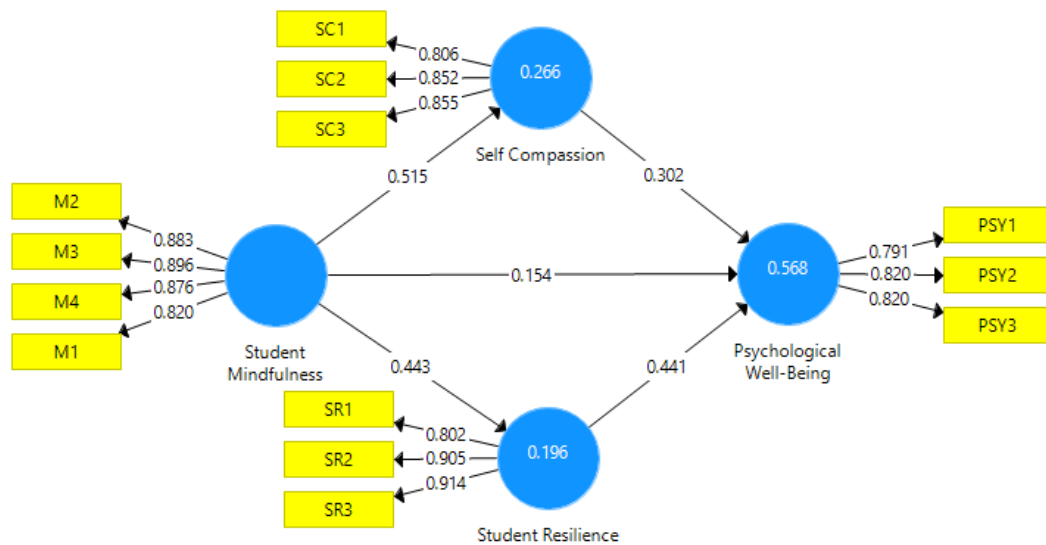 SC1
0.806
0.266
SC2
0.852
SC3
0.855
Self Compassion
0.515
0.302
M2
0.883
M3
0.896
M4
0.876
M1
0.820
Student
Mindfulness
0.154
0.568
Psychological
Well-Being
PSY1
0.791
PSY2
0.820
PSY3
0.820
0.443
0.441
SR1
0.802
SR2
0.905
SR3
0.914
0.196
Student Resilience